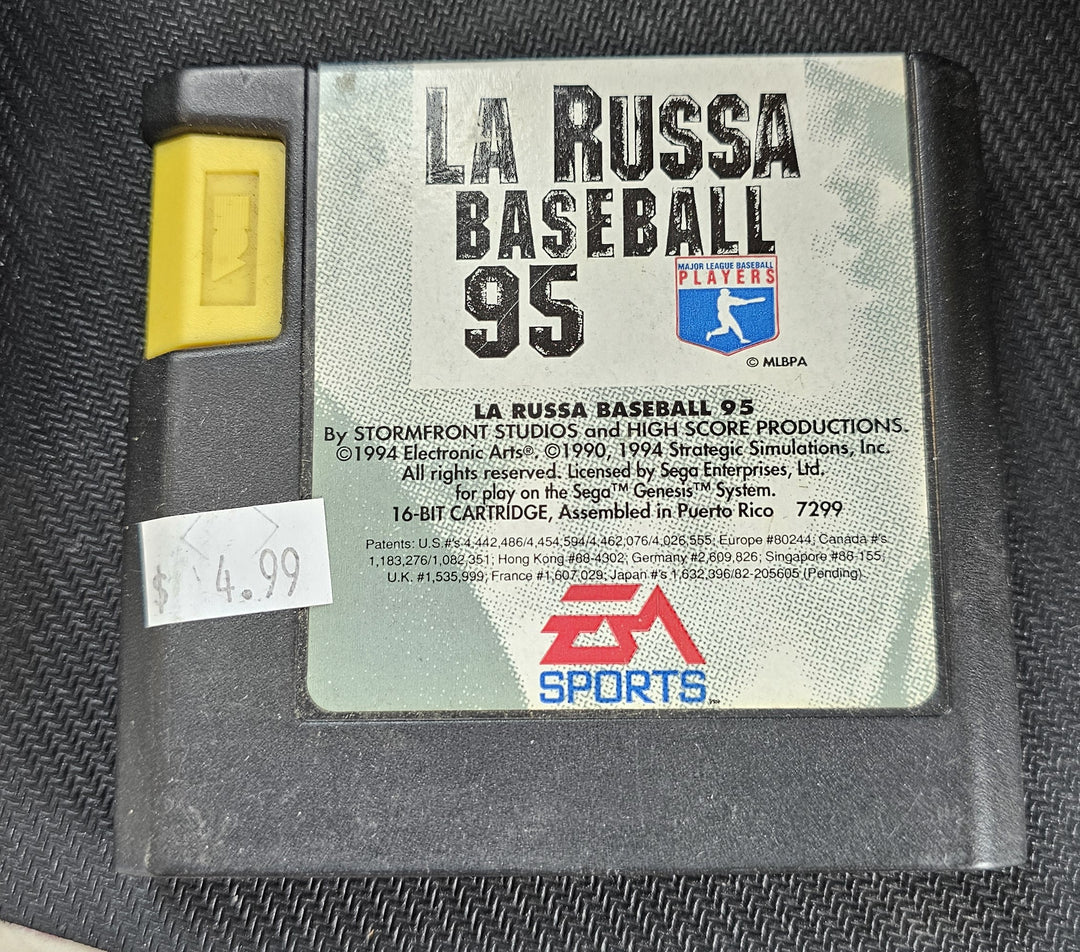 LA RUSSA
BASEBALL
95
MAJOR LEAGUE BASEBALL
PLAYERS
© MLBPA
LA RUSSA BASEBALL 95
By STORMFRONT STUDIOS and HIGH SCORE PRODUCTIONS.
©1994 Electronic Arts®. ©1990, 1994 Strategic Simulations, Inc.
All rights reserved. Licensed by Sega Enterprises, Ltd.
for play on the Sega™ Genesis™ System.
16-BIT CARTRIDGE, Assembled in Puerto Rico 7299
Patents: U.S.#'s 4,442,486/4,454,594/4,462,076/4,026,555; Europe #80244; Canada #'s
1,183,276/1,082,351; Hong Kong #88-4302; Germany #2,609,826; Singapore #88-155;
U.K. #1,535,999; France #1,607,029; Japan #'s 1,632,396/82-205605 (Pending)
$ 4.99
EA
SPORTS